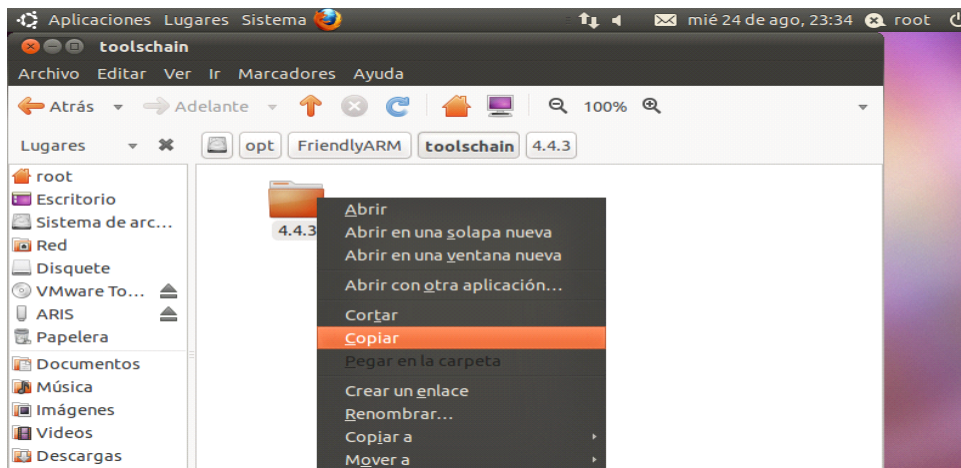 Aplicaciones Lugares Sistema mié 24 de ago, 23:34 root
toolschain
Archivo Editar Ver Ir Marcadores Ayuda
Atrás Adelante 100%
Lugares opt FriendlyARM toolschain 4.4.3
root
Escritorio
Sistema de arc...
Red
Disquete
VMware To...
ARIS
Papelera
Documentos
Música
Imágenes
Videos
Descargas
4.4.3
Abrir
Abrir en una solapa nueva
Abrir en una ventana nueva
Abrir con otra aplicación...
Cortar
Copiar
Pegar en la carpeta
Crear un enlace
Renombrar...
Copiar a
Mover a